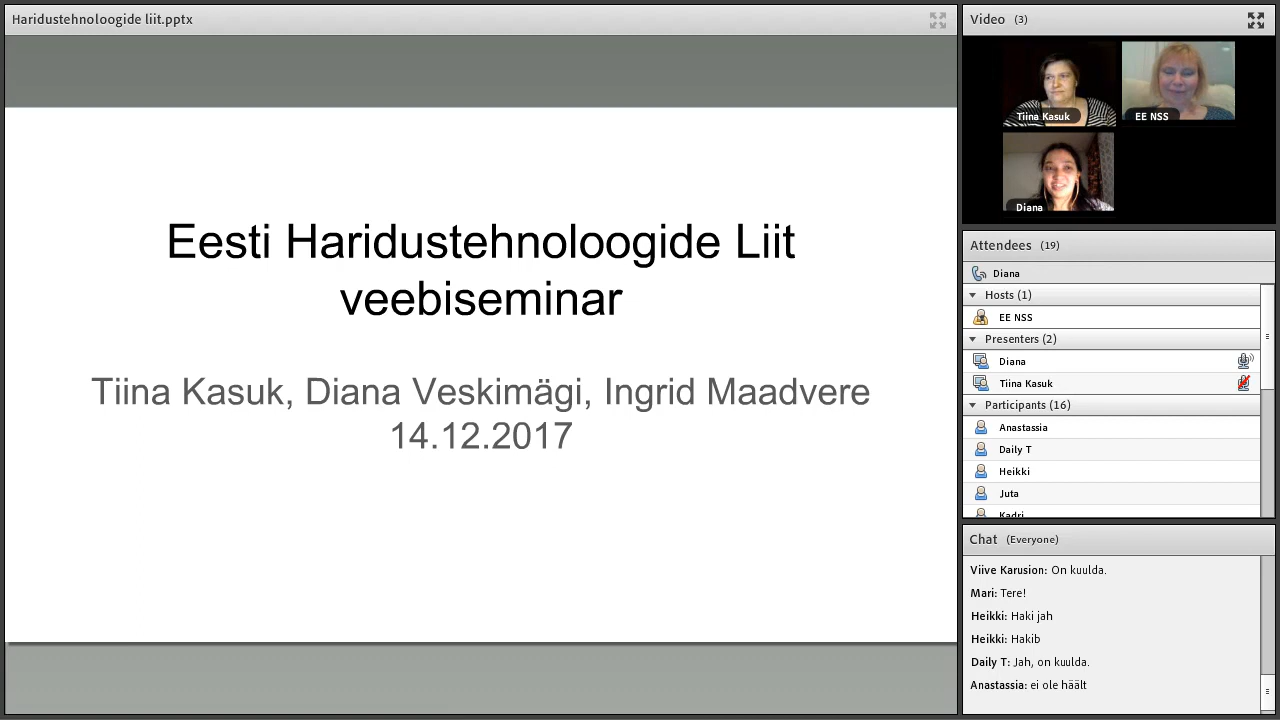 Haridustehnoloogide liit.pptx
Eesti Haridustehnoloogide Liit
veebiseminar
Tiina Kasuk, Diana Veskimägi, Ingrid Maadvere
14.12.2017
Video (3)
Tiina Kasuk
EE NSS
Diana
Attendees (19)
Diana
Hosts (1)
EE NSS
Presenters (2)
Diana
Tiina Kasuk
Participants (16)
Anastassia
Daily T
Heikki
Juta
Kadri
Chat (Everyone)
Viive Karusion: On kuulda.
Mari: Tere!
Heikki: Haki jah
Heikki: Hakib
Daily T: Jah, on kuulda.
Anastassia: ei ole häält